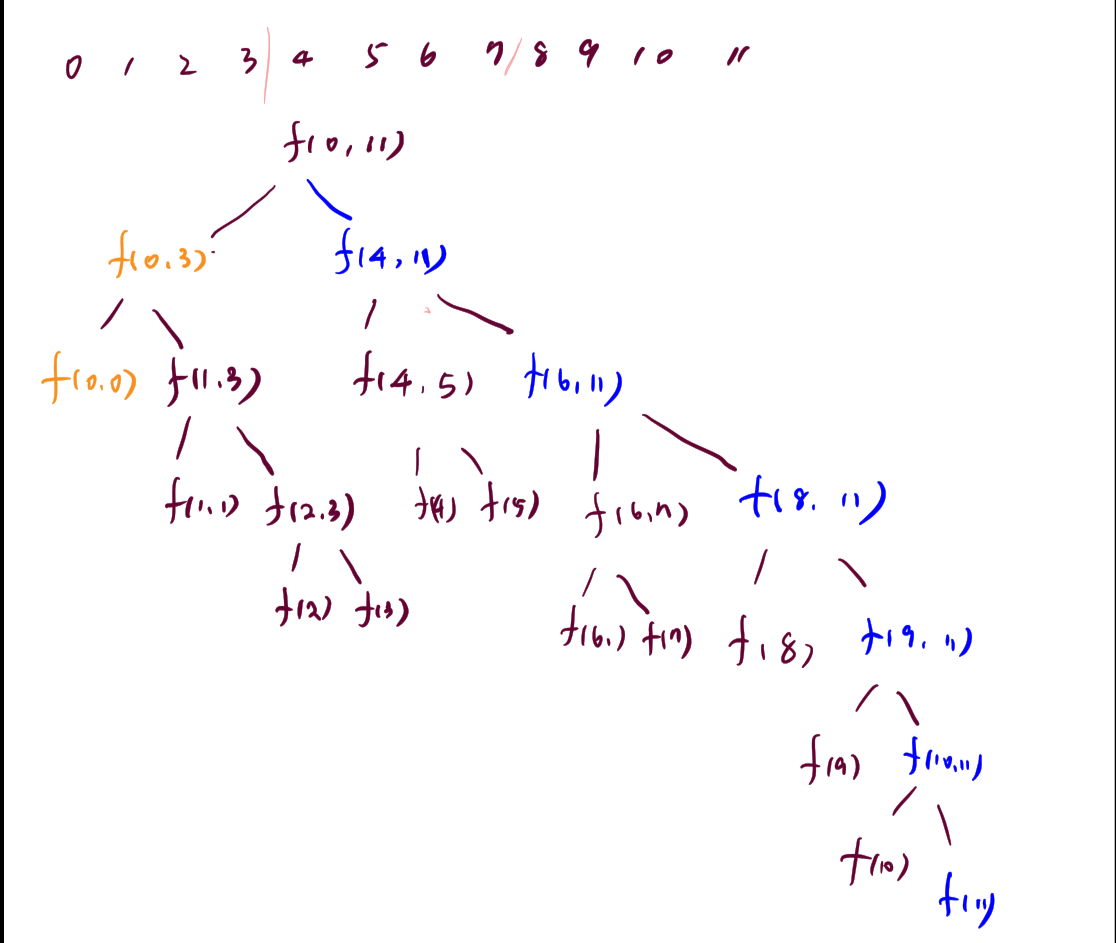 0 1 2 3 4 5 6 7 8 9 10 11
f(0,11)
f(0.3) f(4,11)
f(0.0) f(1.3) f(4.5) f(6,11)
f(1,1) f(2.3) f(4) f(5) f(6,7) f(8.11)
f(2) f(3) f(6.) f(7) f(8) f(9.11)
f(9) f(10,11)
f(10)
f(11)